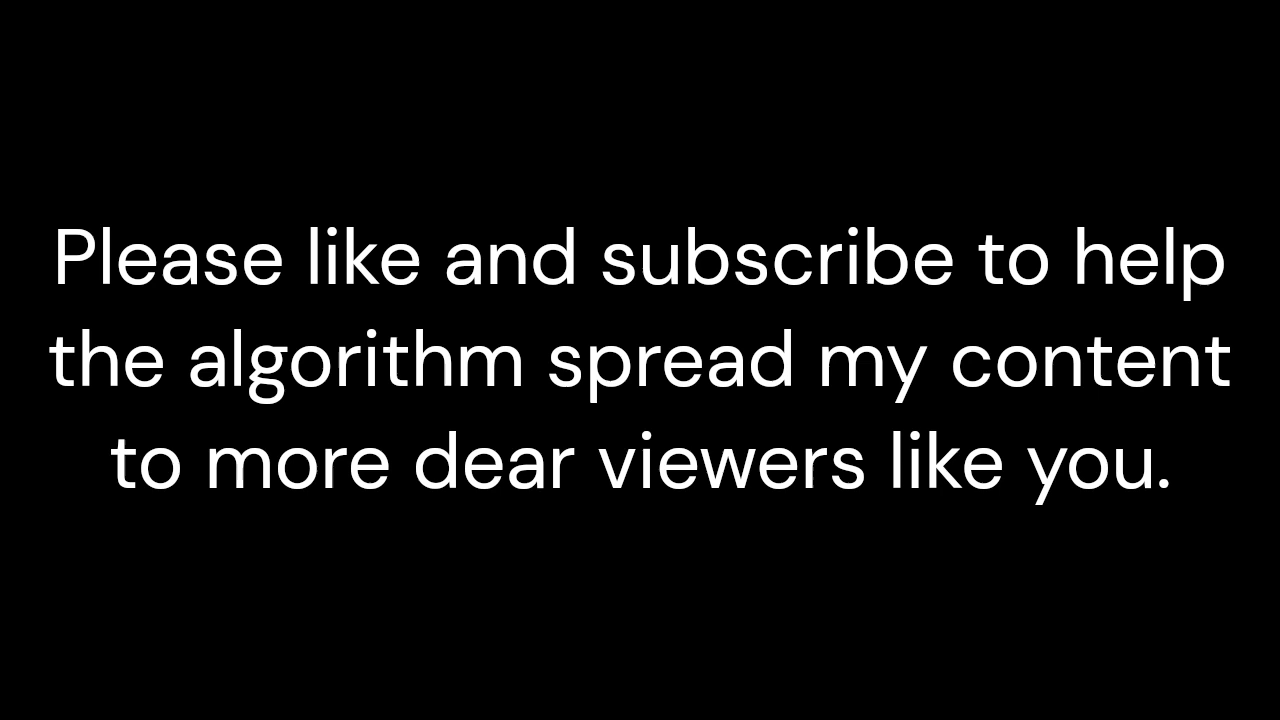 Please like and subscribe to help
the algorithm spread my content
to more dear viewers like you.